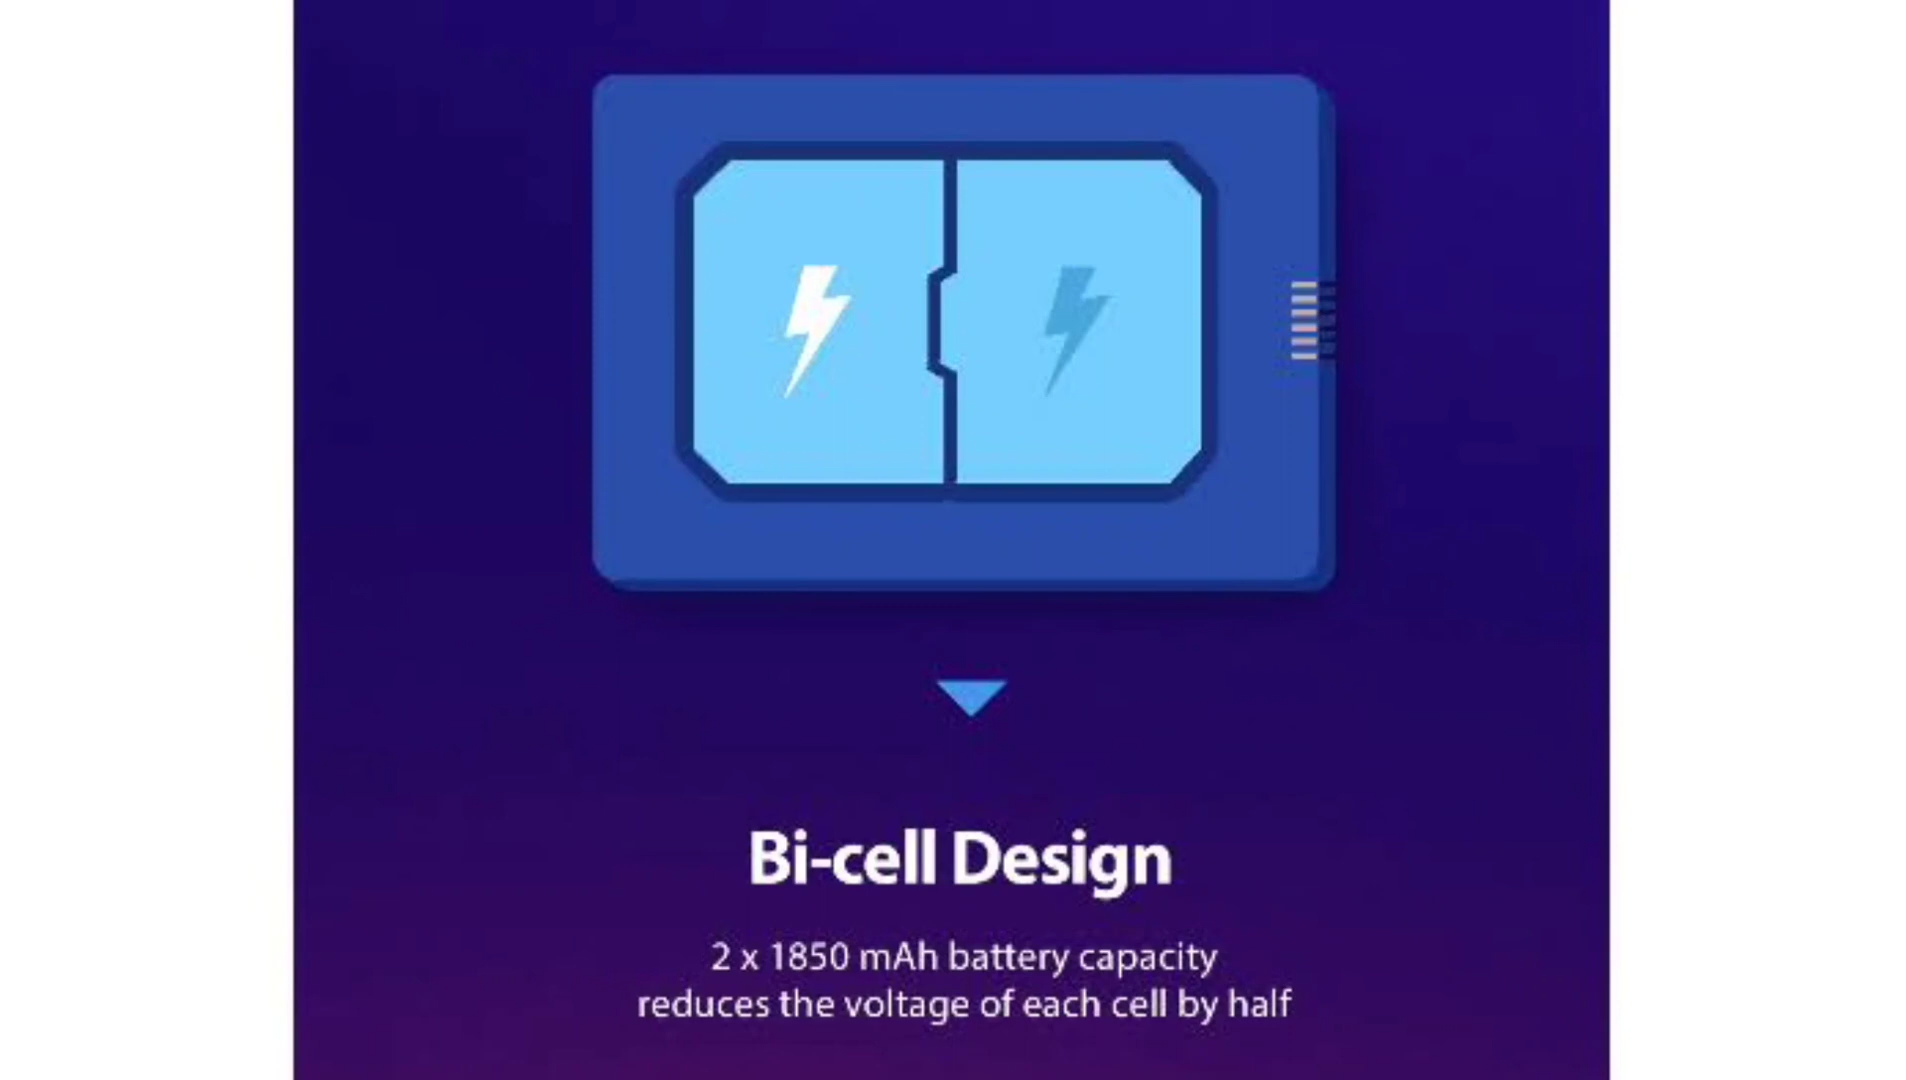 Bi-cell Design
2 x 1850 mAh battery capacity
reduces the voltage of each cell by half